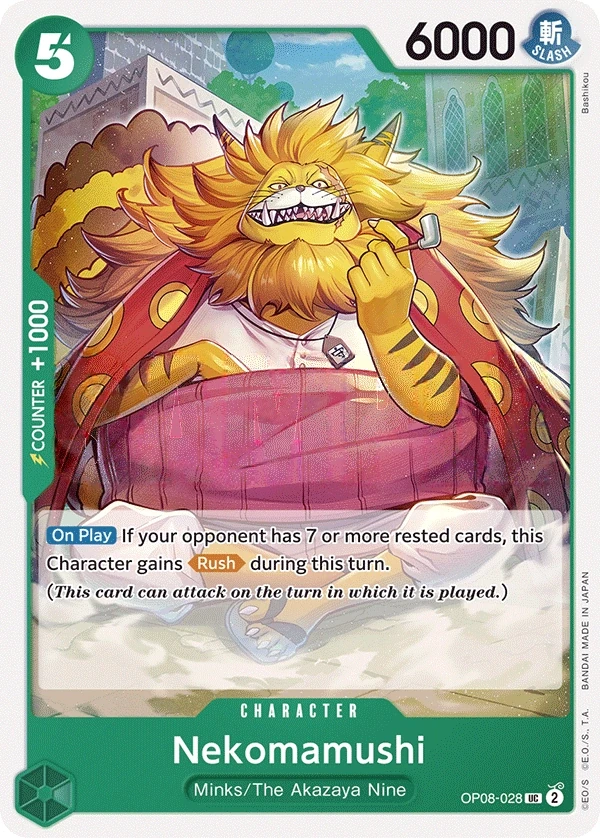 5
6000
斬
SLASH
Bashikou
COUNTER +1000
On Play If your opponent has 7 or more rested cards, this
Character gains Rush during this turn.
(This card can attack on the turn in which it is played.)
CHARACTER
Nekomamushi
Minks/The Akazaya Nine
OP08-028 UC 2
©E.O/S ©E.O./S., T.A. BANDAI MADE IN JAPAN